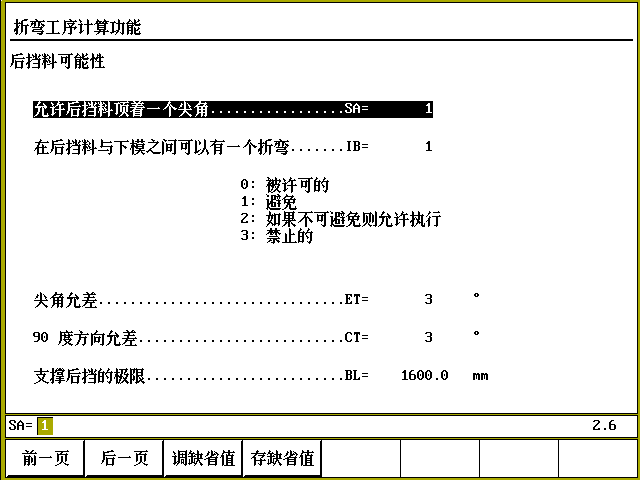 折弯工序计算功能
后挡料可能性
允许后挡料顶着一个尖角.................SA= 1
在后挡料与下模之间可以有一个折弯.......IB= 1
0: 被许可的
1: 避免
2: 如果不可避免则允许执行
3: 禁止的
尖角允差...............................ET= 3 °
90 度方向允差..........................CT= 3 °
支撑后挡的极限.........................BL= 1600.0 mm
SA= 1 2.6
前一页 后一页 调缺省值 存缺省值